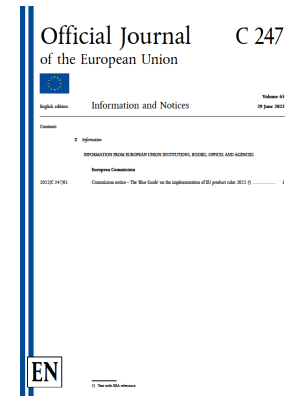 Official Journal C 247
of the European Union
Volume 65
English edition Information and Notices 29 June 2022
Contents
II Information
INFORMATION FROM EUROPEAN UNION INSTITUTIONS, BODIES, OFFICES AND AGENCIES
European Commission
2022/C 247/01 Commission notice – The ‘Blue Guide’ on the implementation of EU product rules 2022 (¹) ..................... 1
EN
(¹) Text with EEA relevance.